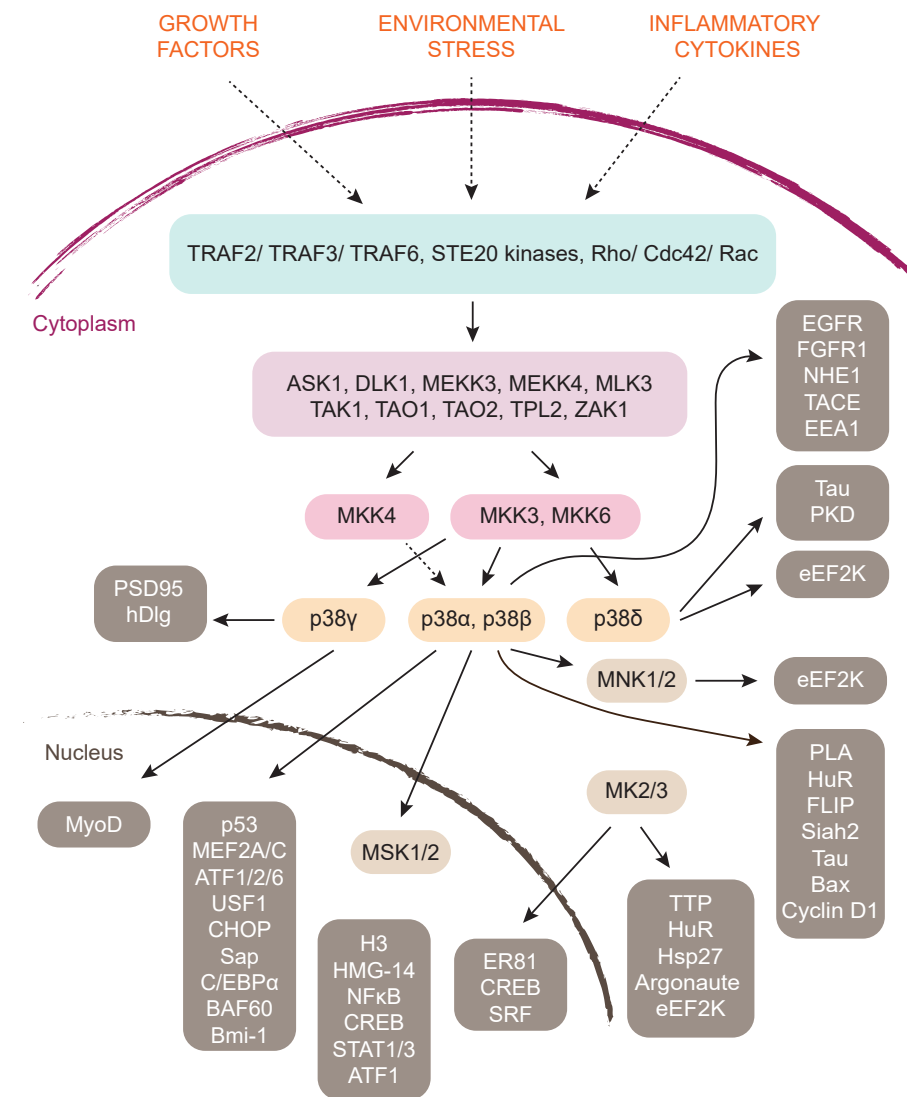 GROWTH
FACTORS
ENVIRONMENTAL
STRESS
INFLAMMATORY
CYTOKINES
TRAF2/ TRAF3/ TRAF6, STE20 kinases, Rho/ Cdc42/ Rac
Cytoplasm
ASK1, DLK1, MEKK3, MEKK4, MLK3
TAK1, TAO1, TAO2, TPL2, ZAK1
EGFR
FGFR1
NHE1
TACE
EEA1
MKK4
MKK3, MKK6
Tau
PKD
eEF2K
PSD95
hDlg
p38γ
p38α, p38β
p38δ
MNK1/2
eEF2K
Nucleus
PLA
HuR
FLIP
Siah2
Tau
Bax
Cyclin D1
MK2/3
MyoD
p53
MEF2A/C
ATF1/2/6
USF1
CHOP
Sap
C/EBPα
BAF60
Bmi-1
MSK1/2
H3
HMG-14
NFκB
CREB
STAT1/3
ATF1
ER81
CREB
SRF
TTP
HuR
Hsp27
Argonaute
eEF2K